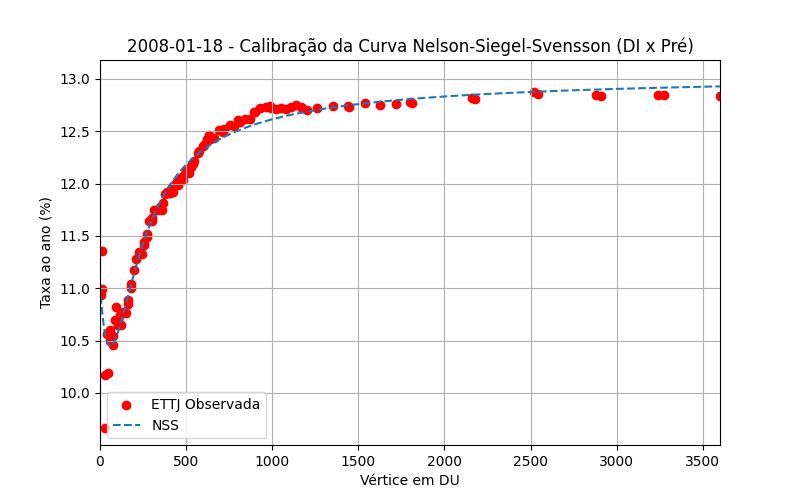 2008-01-18 - Calibração da Curva Nelson-Siegel-Svensson (DI x Pré)
Taxa ao ano (%)
13.0
12.5
12.0
11.5
11.0
10.5
10.0
ETTJ Observada
NSS
0 500 1000 1500 2000 2500 3000 3500
Vértice em DU